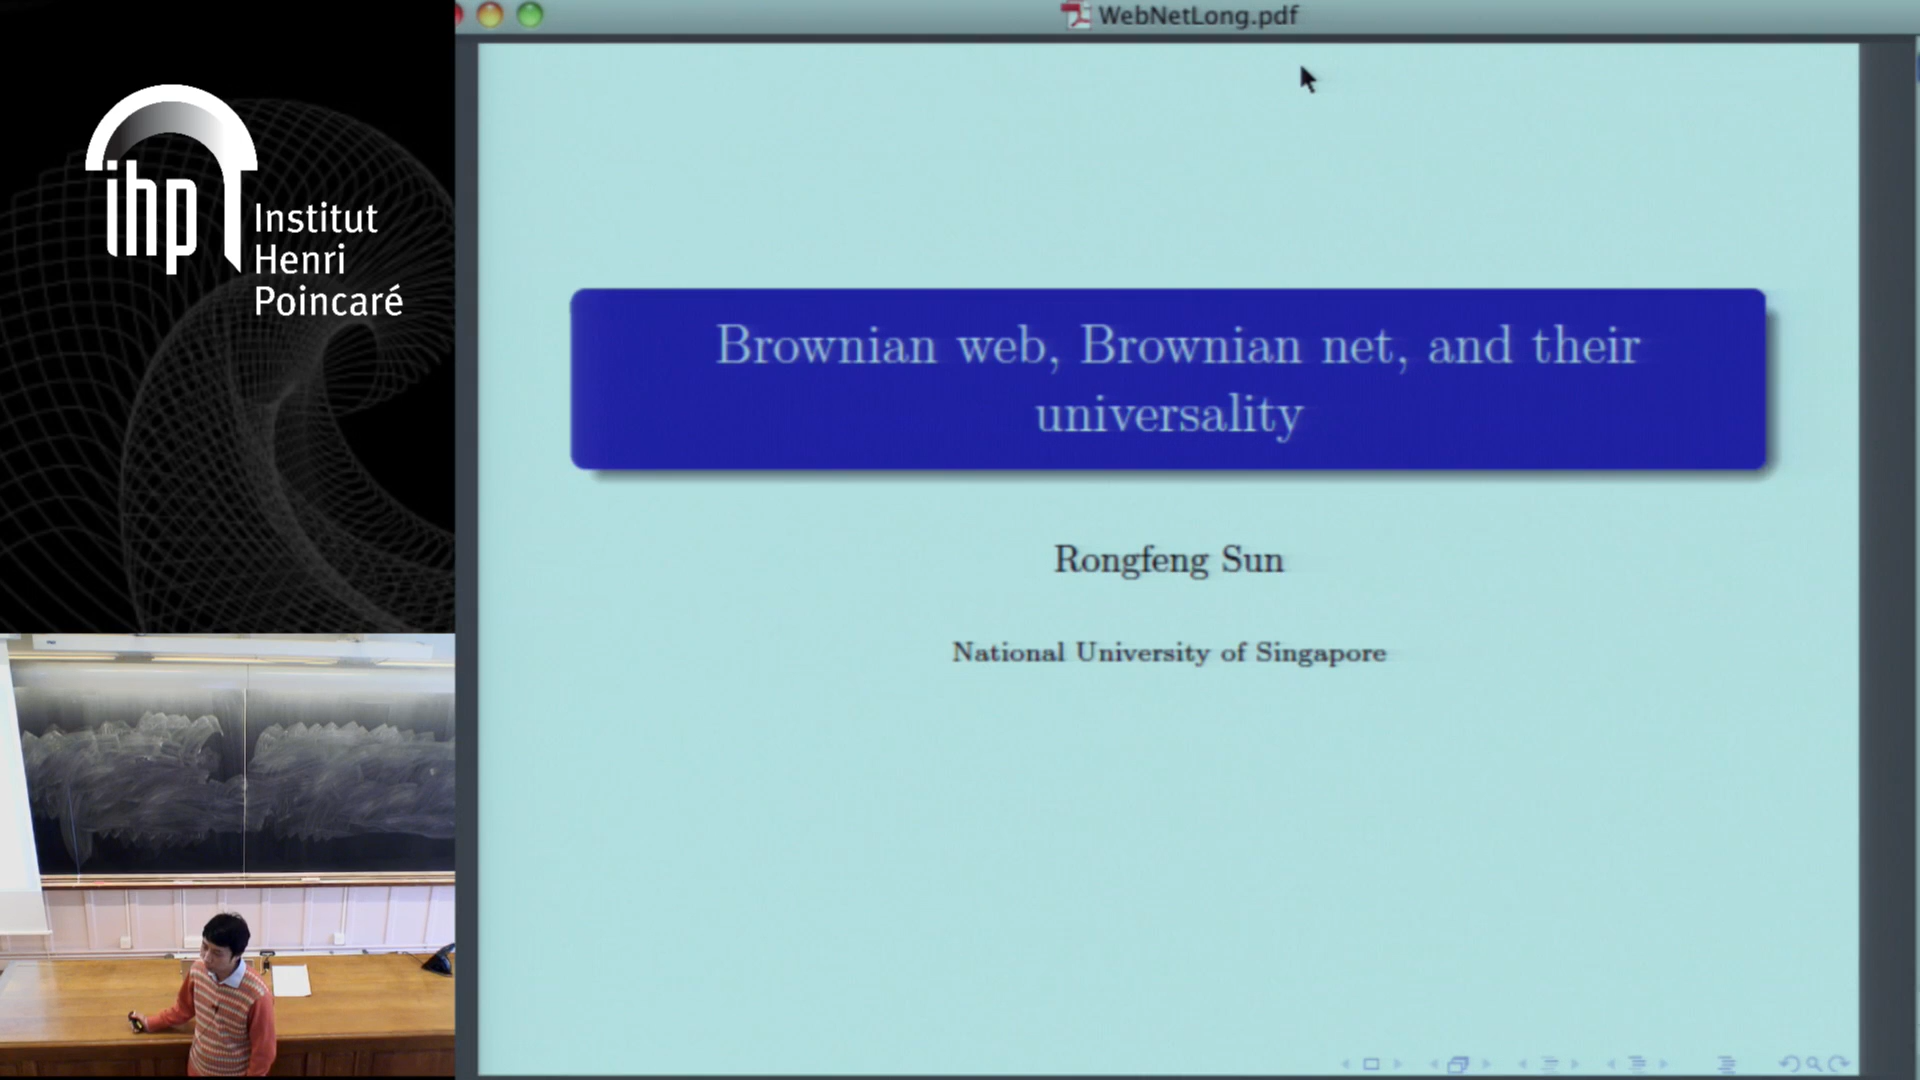 WebNetLong.pdf
ihp
Institut
Henri
Poincaré
Brownian web, Brownian net, and their
universality
Rongfeng Sun
National University of Singapore